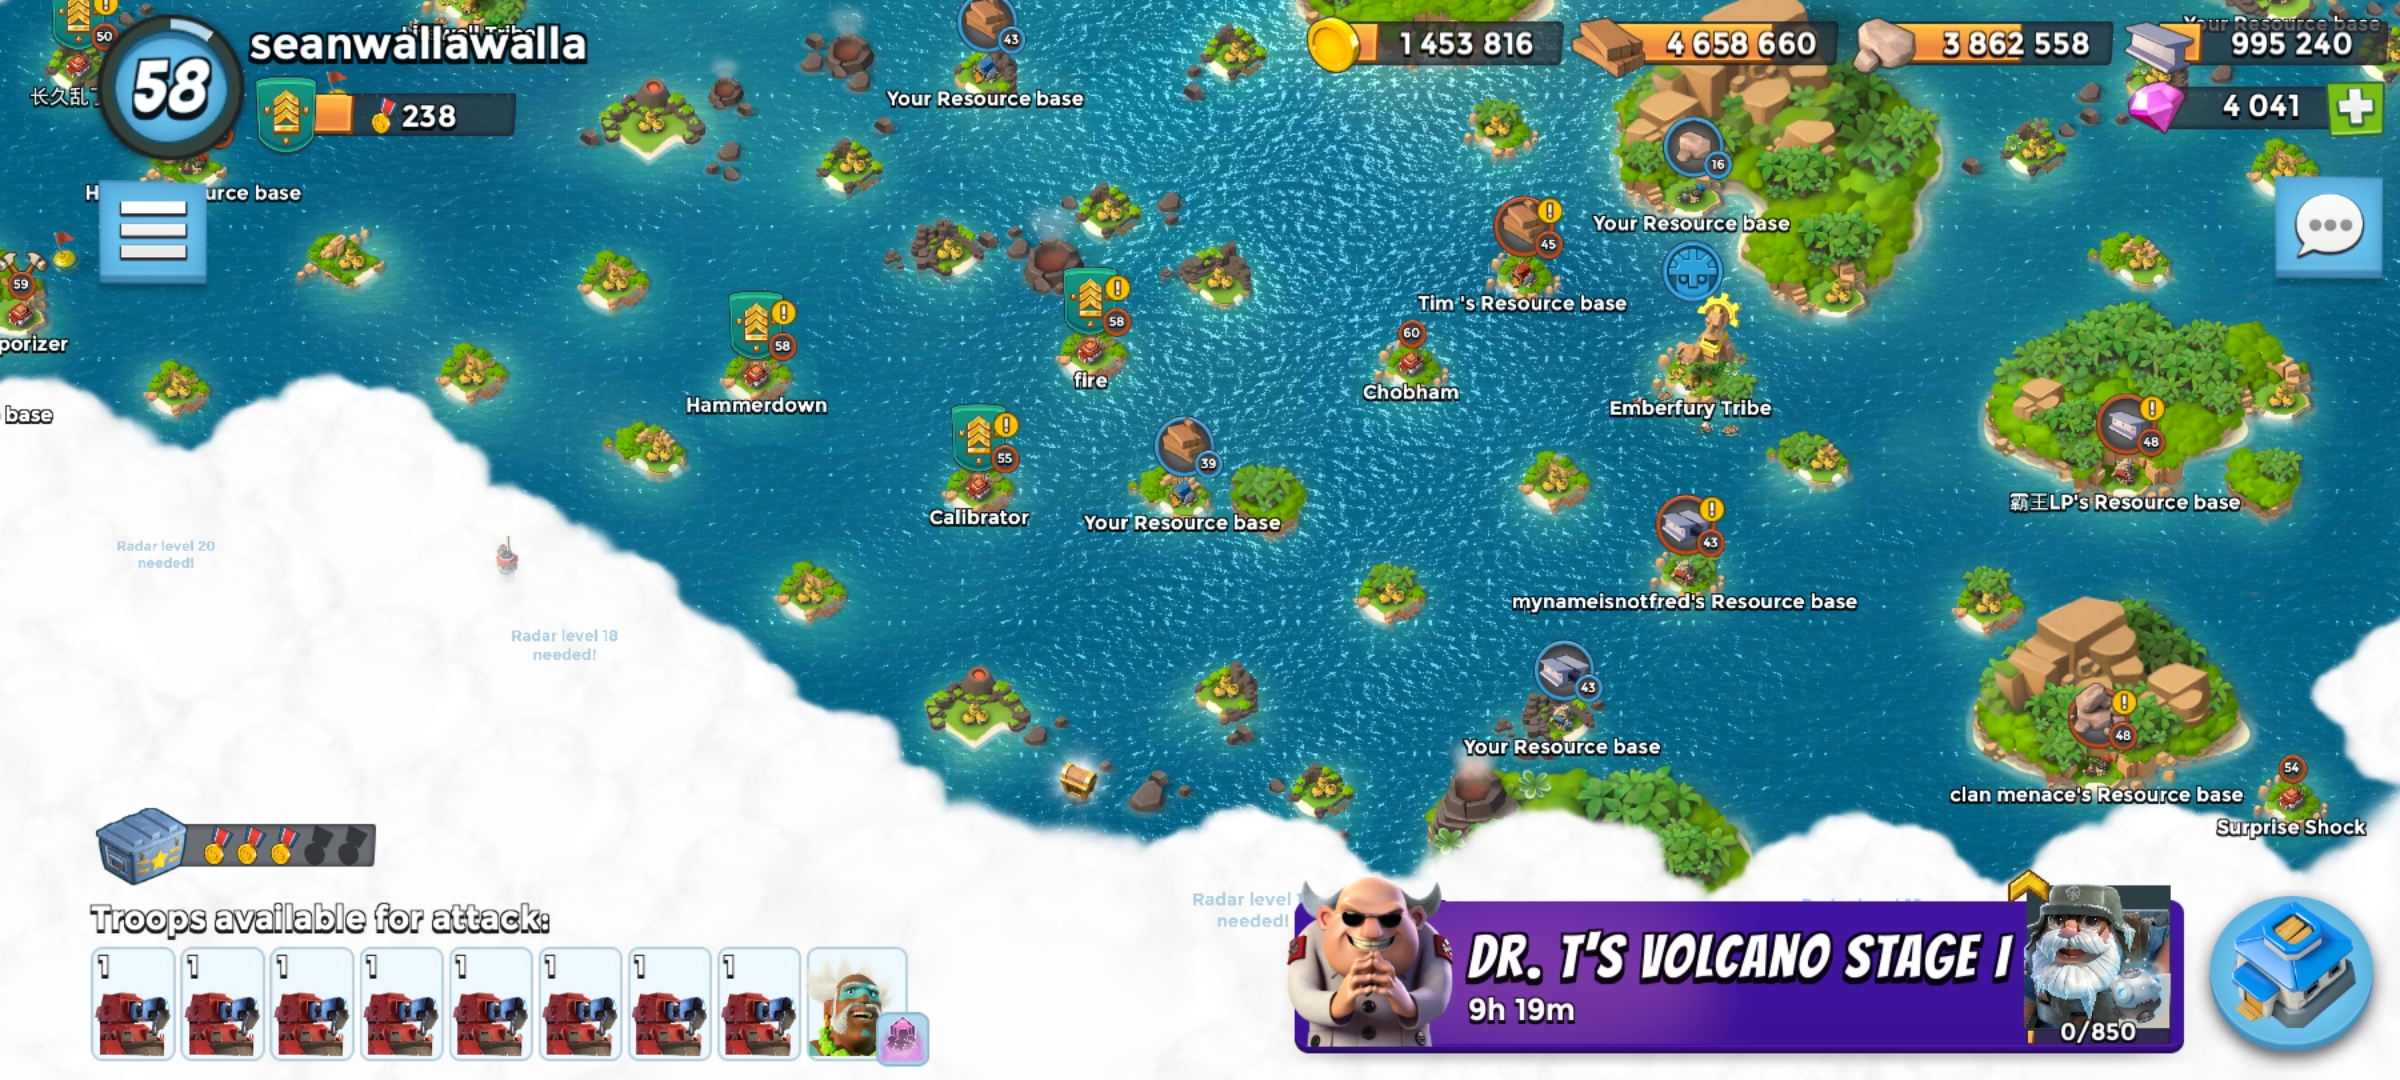 50
58
seanwallawalla
238
长久乱
43
Your Resource base
1 453 816
4 658 660
3 862 558
Your Resource base
995 240
4 041
urce base
16
Your Resource base
45
Tim 's Resource base
59
porizer
base
58
Hammerdown
58
fire
60
Chobham
Emberfury Tribe
48
霸王LP's Resource base
55
Calibrator
39
Your Resource base
43
mynameisnotfred's Resource base
Radar level 20
needed!
Radar level 18
needed!
43
Your Resource base
48
clan menace's Resource base
54
Surprise Shock
Radar level
needed!
Troops available for attack:
1
1
1
1
1
1
1
1
DR. T'S VOLCANO STAGE I
9h 19m
0/850